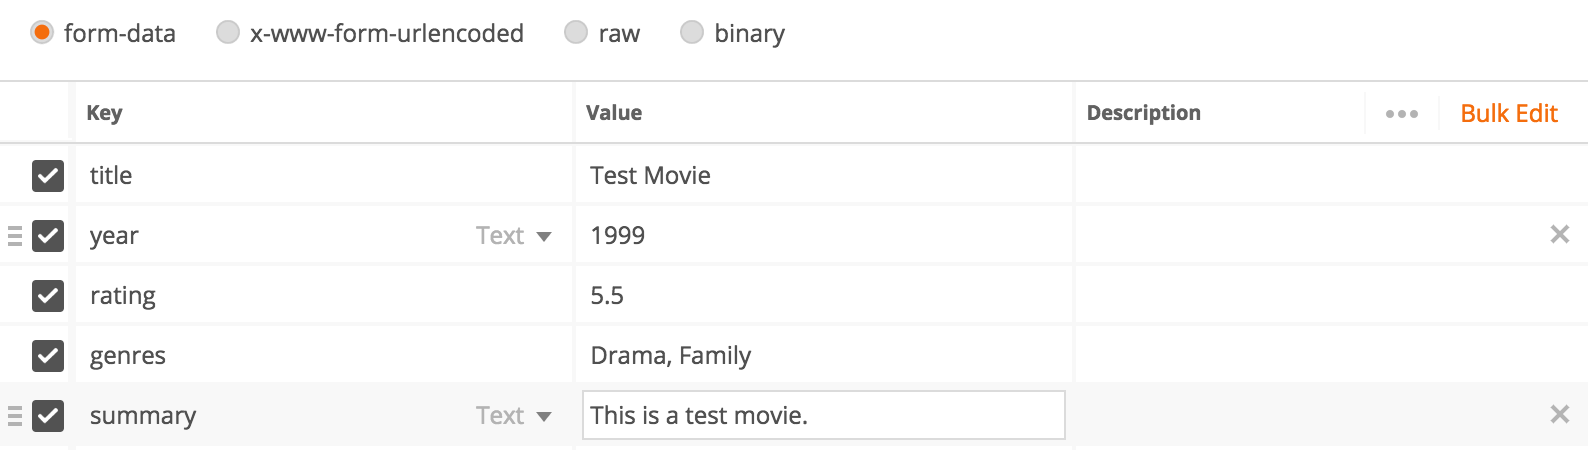 form-data x-www-form-urlencoded raw binary
Key Value Description Bulk Edit
title Test Movie
year Text 1999
rating 5.5
genres Drama, Family
summary Text This is a test movie.